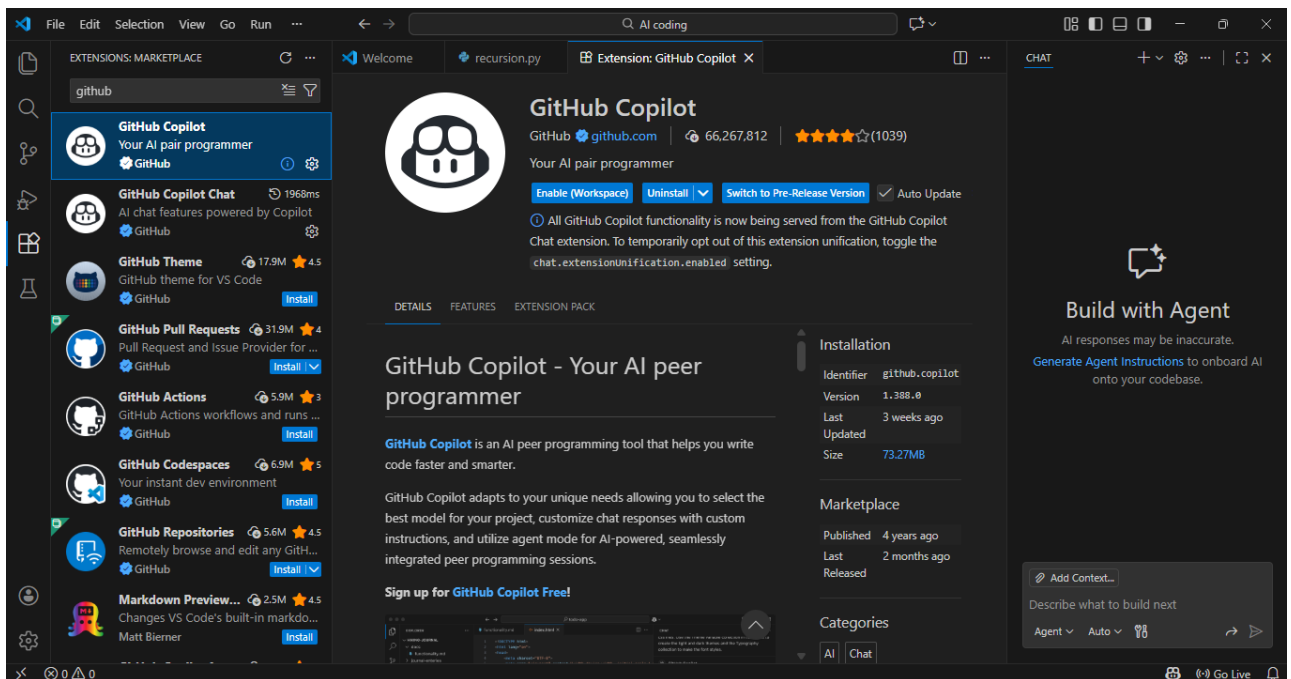 File Edit Selection View Go Run ···
AI coding
EXTENSIONS: MARKETPLACE
github
GitHub Copilot
Your AI pair programmer
GitHub
GitHub Copilot Chat 1968ms
AI chat features powered by Copilot
GitHub
GitHub Theme 17.9M 4.5
GitHub theme for VS Code
GitHub Install
GitHub Pull Requests 31.9M 4
Pull Request and Issue Provider for ...
GitHub Install
GitHub Actions 5.9M 3
GitHub Actions workflows and runs ...
GitHub Install
GitHub Codespaces 6.9M 5
Your instant dev environment
GitHub Install
GitHub Repositories 5.6M 4.5
Remotely browse and edit any GitH...
GitHub Install
Markdown Preview... 2.5M 4.5
Changes VS Code's built-in markdo...
Matt Bierner Install
Welcome recursion.py Extension: GitHub Copilot
GitHub Copilot
GitHub github.com 66,267,812 (1039)
Your AI pair programmer
Enable (Workspace) Uninstall Switch to Pre-Release Version Auto Update
All GitHub Copilot functionality is now being served from the GitHub Copilot
Chat extension. To temporarily opt out of this extension unification, toggle the
chat.extensionUnification.enabled setting.
DETAILS FEATURES EXTENSION PACK
GitHub Copilot - Your AI peer
programmer
GitHub Copilot is an AI peer programming tool that helps you write
code faster and smarter.
GitHub Copilot adapts to your unique needs allowing you to select the
best model for your project, customize chat responses with custom
instructions, and utilize agent mode for AI-powered, seamlessly
integrated peer programming sessions.
Sign up for GitHub Copilot Free!
Installation
Identifier github.copilot
Version 1.388.0
Last 3 weeks ago
Updated
Size 73.27MB
Marketplace
Published 4 years ago
Last 2 months ago
Released
Categories
AI Chat
CHAT
Build with Agent
AI responses may be inaccurate.
Generate Agent Instructions to onboard AI
onto your codebase.
Add Context...
Describe what to build next
Agent Auto
0 0
Go Live